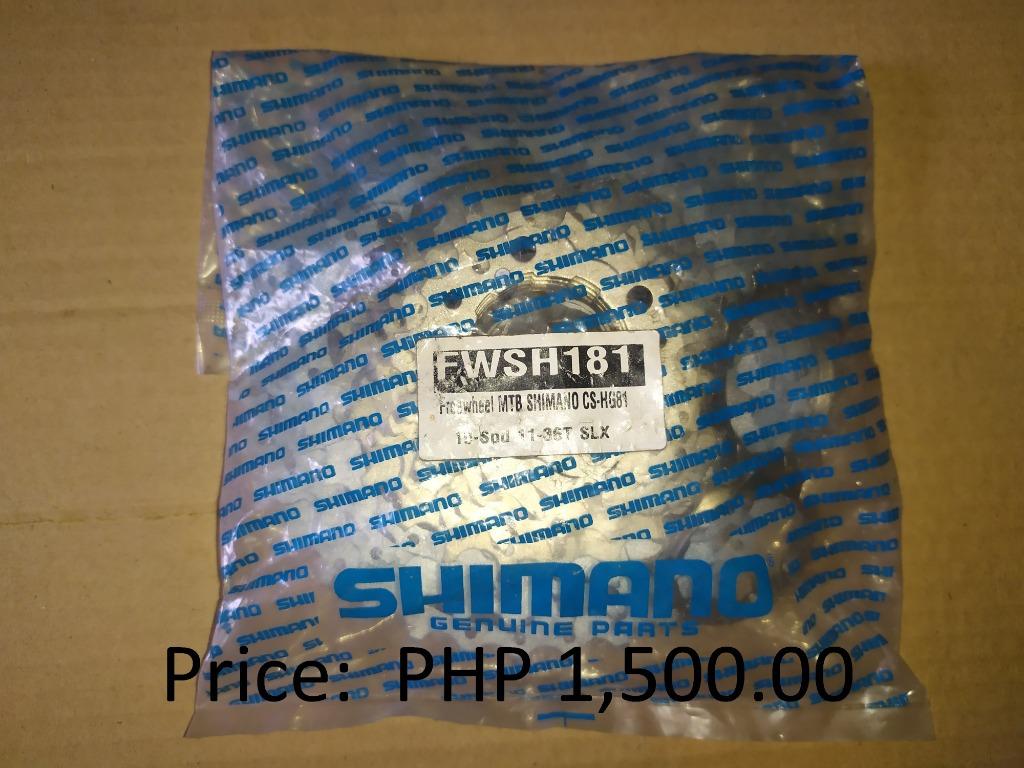 FWSH181
Freewheel MTB SHIMANO CS-HG81
10-Spd 11-36T SLX
SHIMANO
GENUINE PARTS
Price: PHP 1,500.00